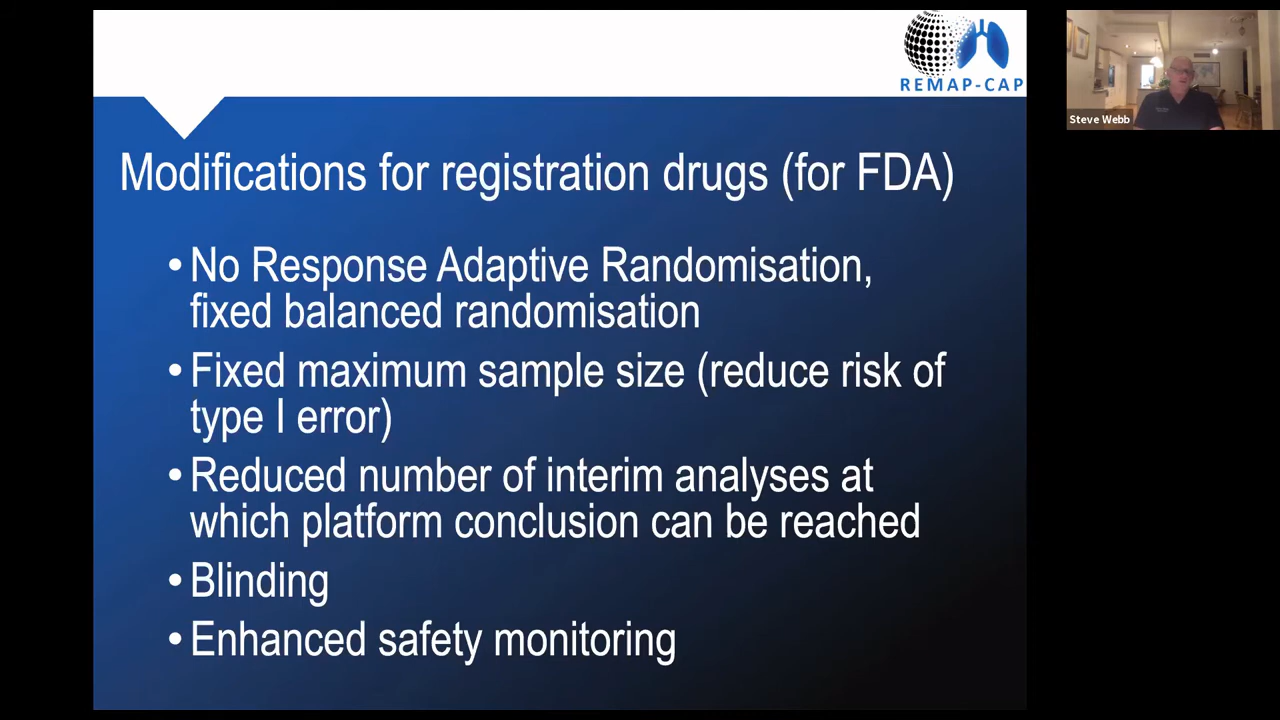 REMAP-CAP
Steve Webb
Modifications for registration drugs (for FDA)
• No Response Adaptive Randomisation,
fixed balanced randomisation
• Fixed maximum sample size (reduce risk of
type I error)
• Reduced number of interim analyses at
which platform conclusion can be reached
• Blinding
• Enhanced safety monitoring